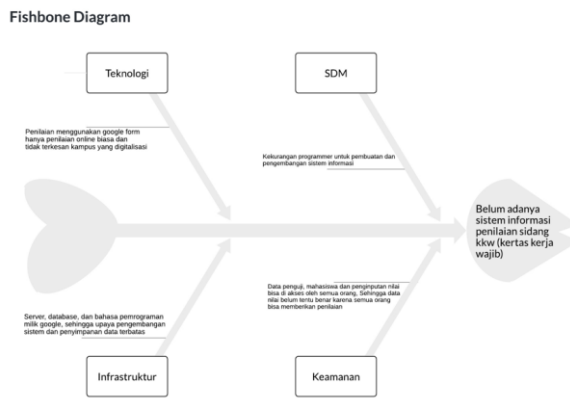 Fishbone Diagram
Teknologi
SDM
Penilaian menggunakan google form
hanya penilaian online biasa dan
tidak terkesan kampus yang digitalisasi
Kekurangan programmer untuk pembuatan dan
pengembangan sistem informasi
Belum adanya
sistem informasi
penilaian sidang
kkw (kertas kerja
wajib)
Data penguji, mahasiswa dan penginputan nilai
bisa di akses oleh semua orang, Sehingga data
nilai belum tentu benar karena semua orang
bisa memberikan penilaian
Server, database, dan bahasa pemrograman
milik google, sehingga upaya pengembangan
sistem dan penyimpanan data terbatas
Infrastruktur
Keamanan